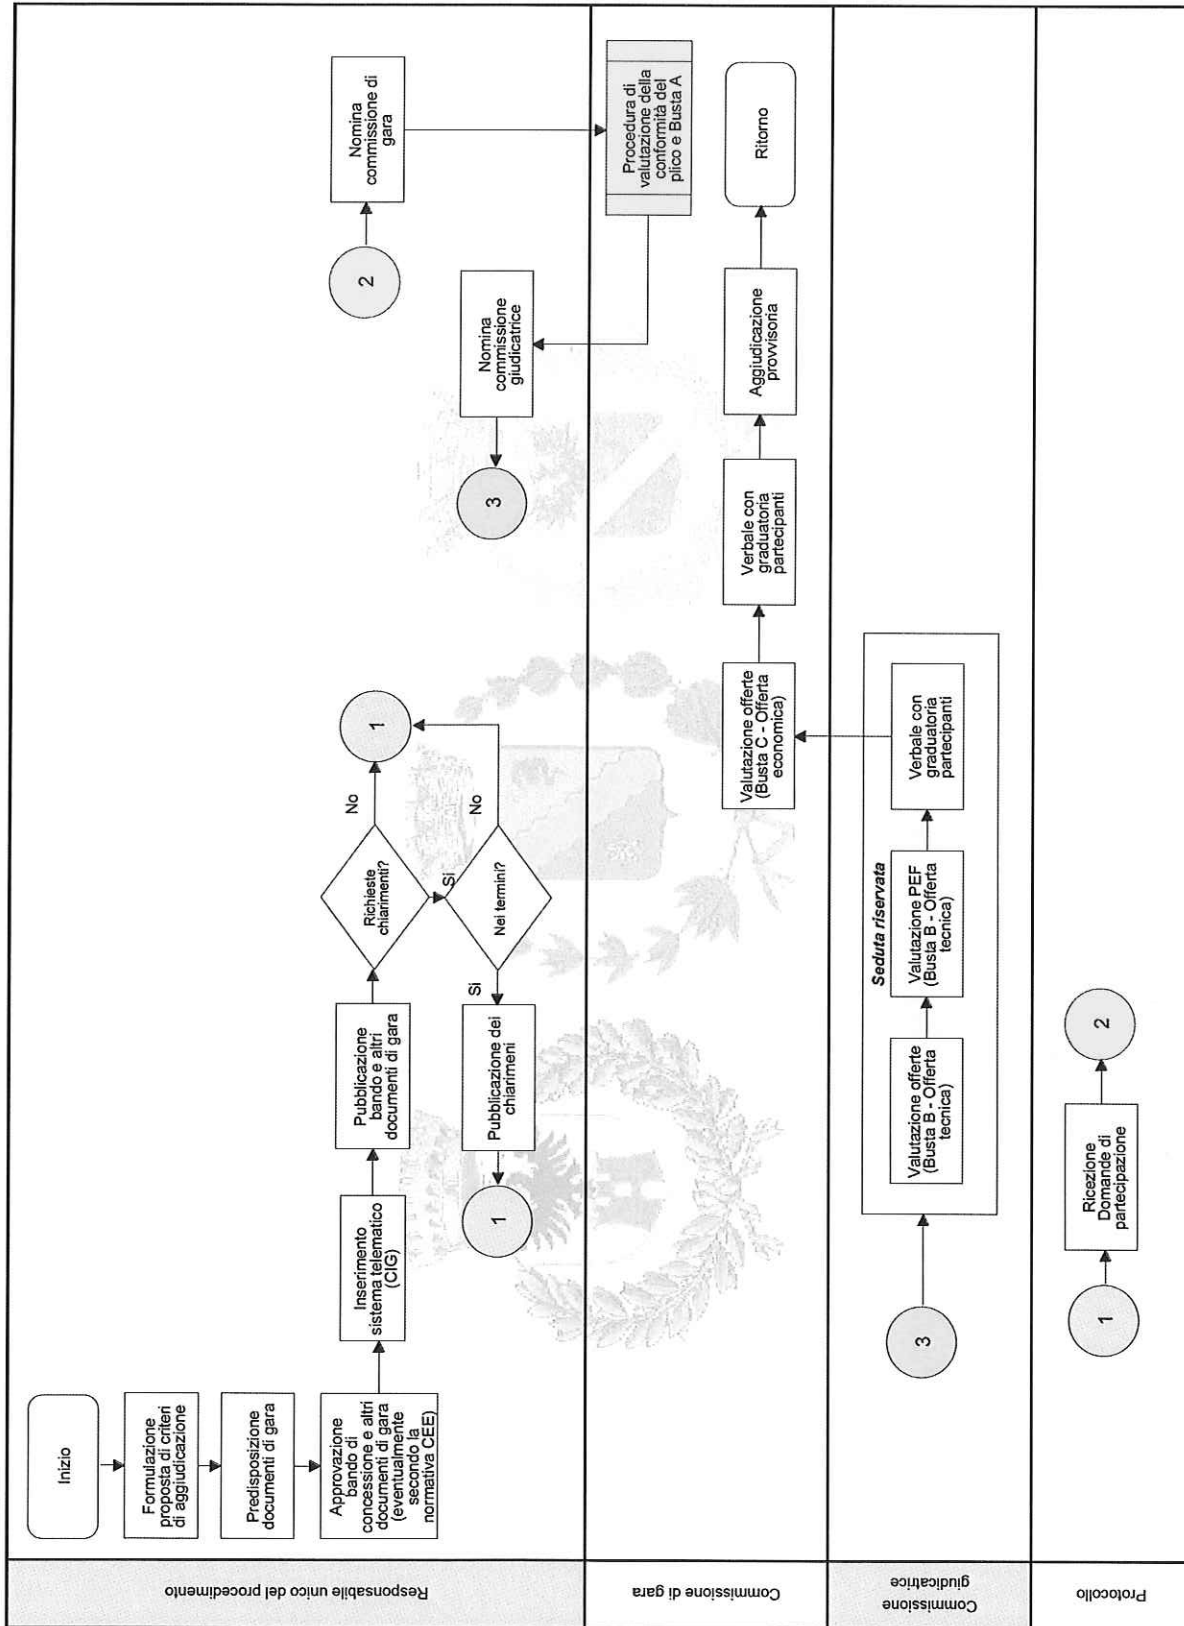 Responsabile unico del procedimento
Inizio
Formulazione
proposta di criteri
di aggiudicazione
Predisposizione
documenti di gara
Approvazione
bando di
concessione e altri
documenti di gara
(eventualmente
secondo la
normativa CEE)
Inserimento
sistema telematico
(CIG)
Pubblicazione
bando e altri
documenti di gara
Richieste
chiarimenti?
No
1
Si
Nei termini?
No
Si
Pubblicazione dei
chiarimeni
1
2
Nomina
commissione di
gara
Nomina
commissione
giudicatrice
3
Commissione di gara
Procedura di
valutazione della
conformità del
plico e Busta A
Valutazione offerte
(Busta C - Offerta
economica)
Verbale con
graduatoria
partecipanti
Aggiudicazione
provvisoria
Ritorno
Commissione
giudicatrice
3
Seduta riservata
Valutazione offerte
(Busta B - Offerta
tecnica)
Valutazione PEF
(Busta B - Offerta
tecnica)
Verbale con
graduatoria
partecipanti
Protocollo
1
Ricezione
Domande di
partecipazione
2